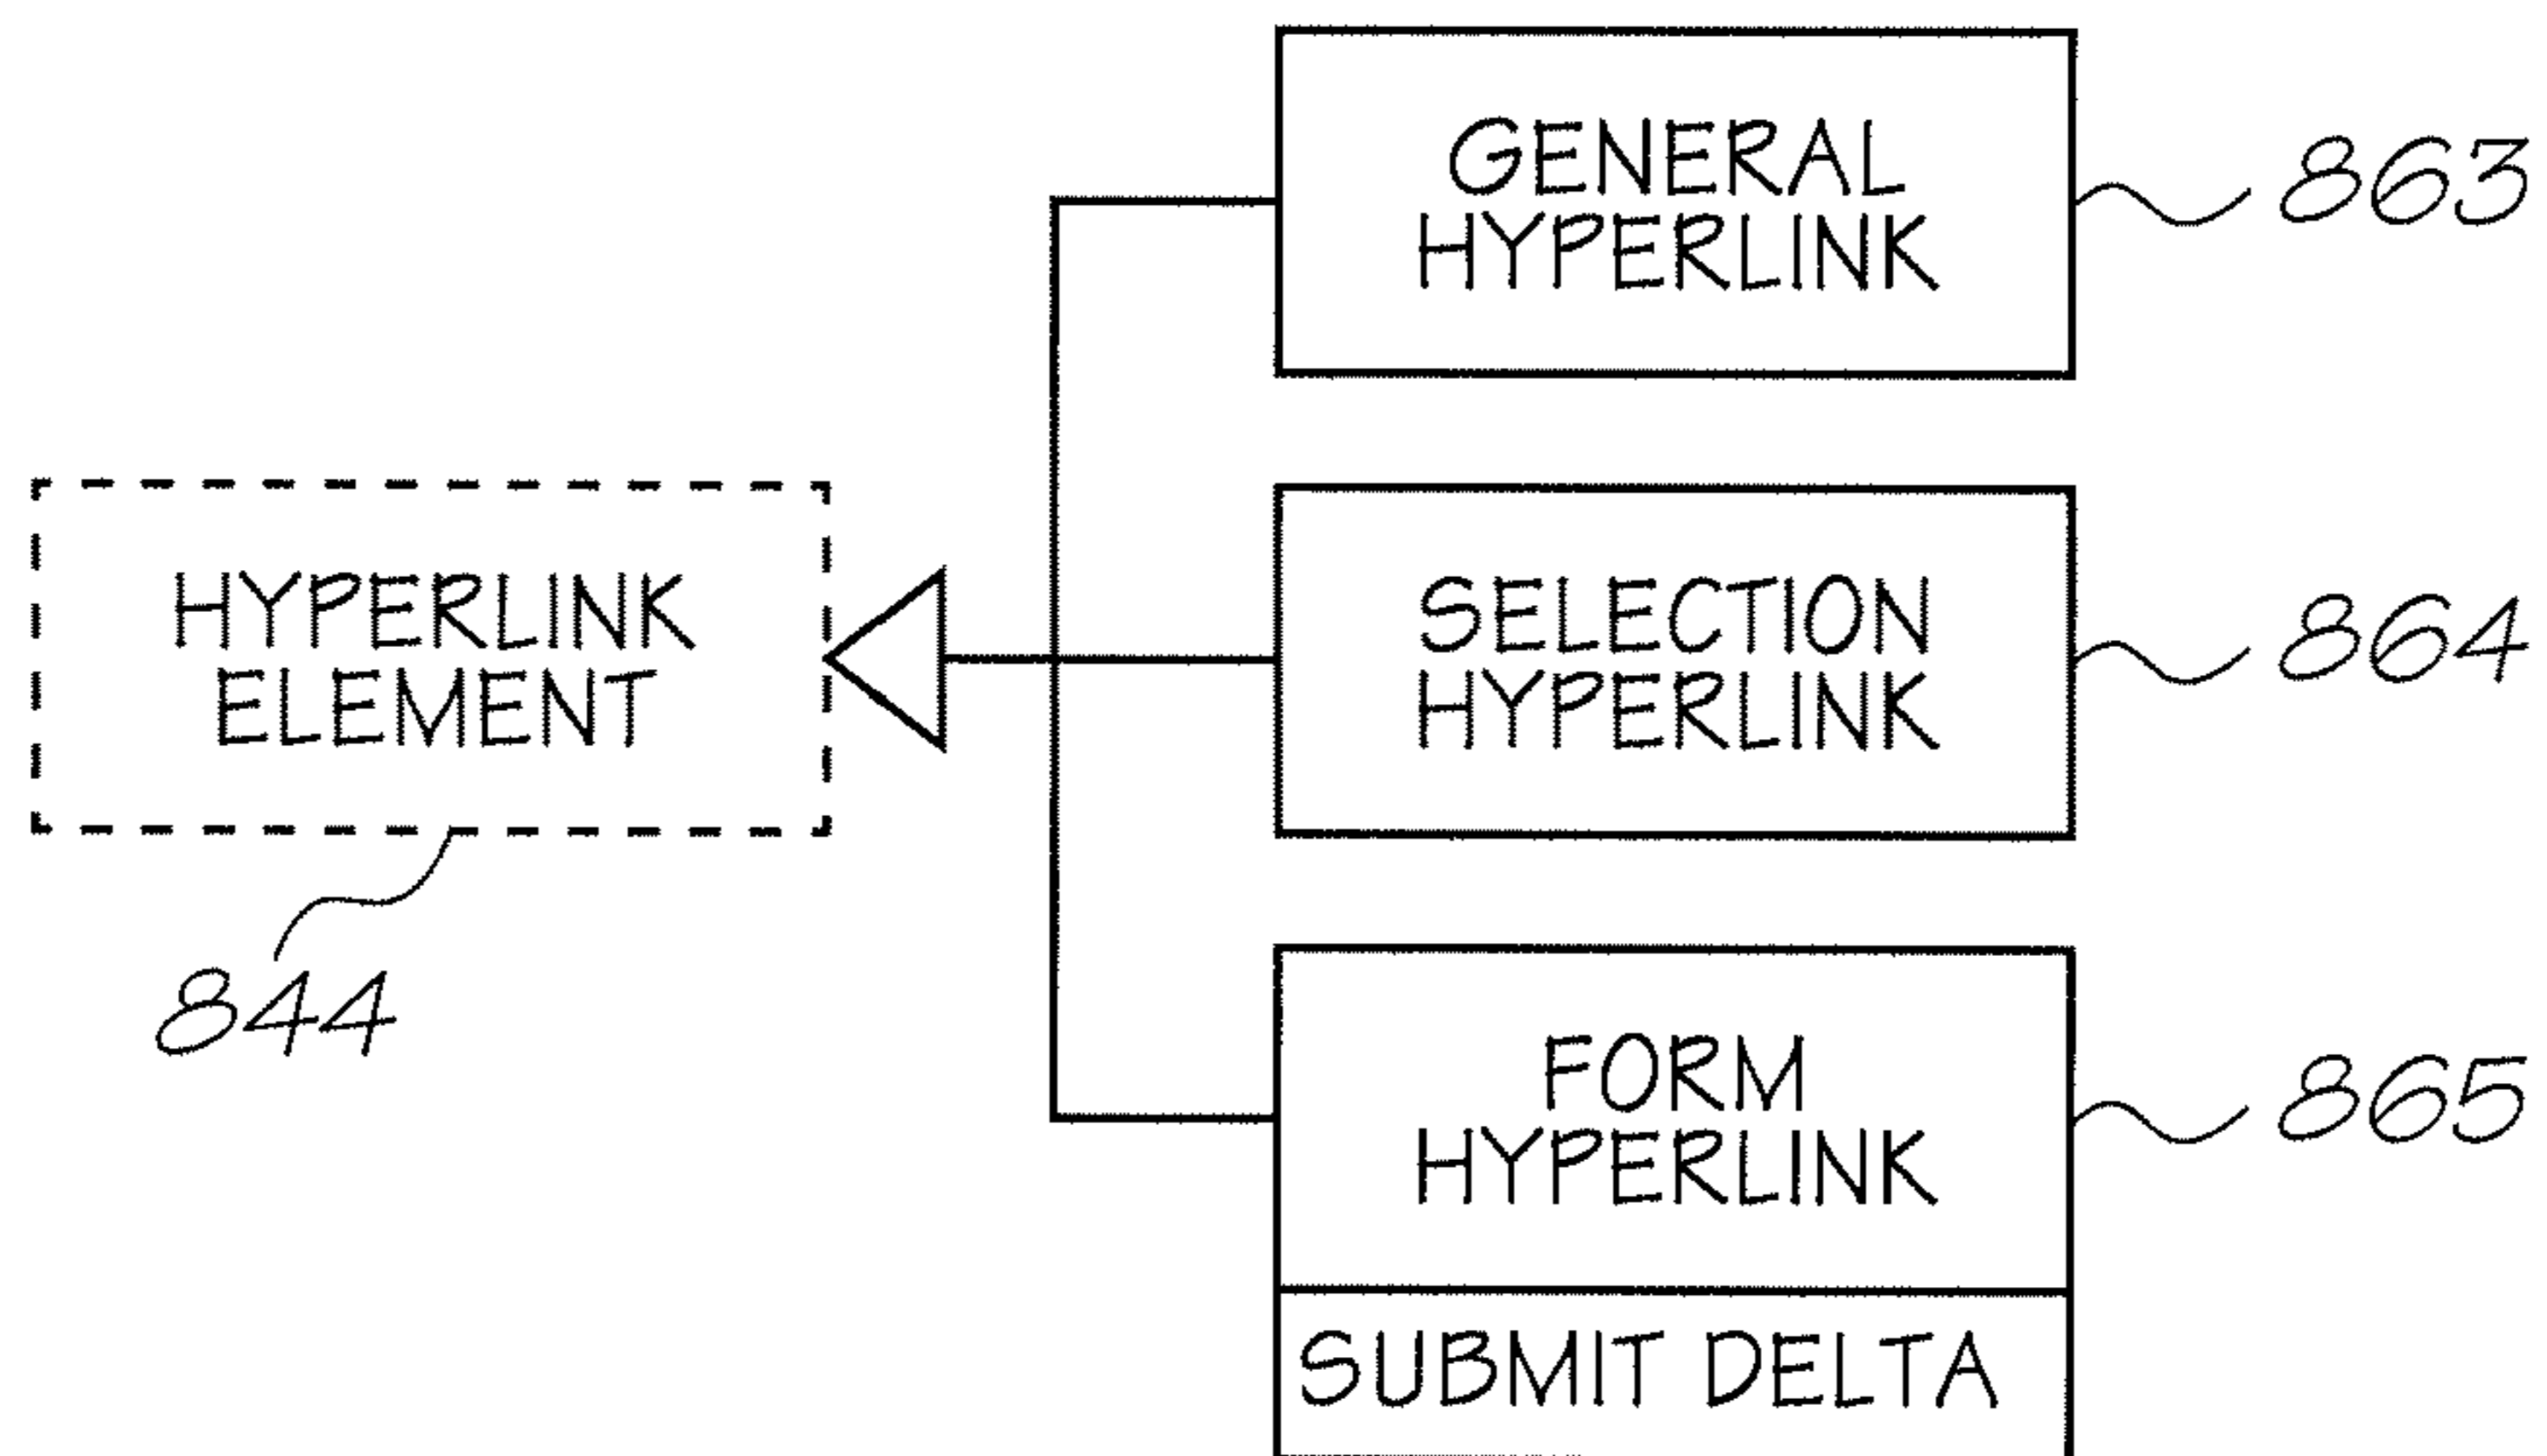 GENERAL
HYPERLINK
863
HYPERLINK
ELEMENT
844
SELECTION
HYPERLINK
864
FORM
HYPERLINK
865
SUBMIT DELTA